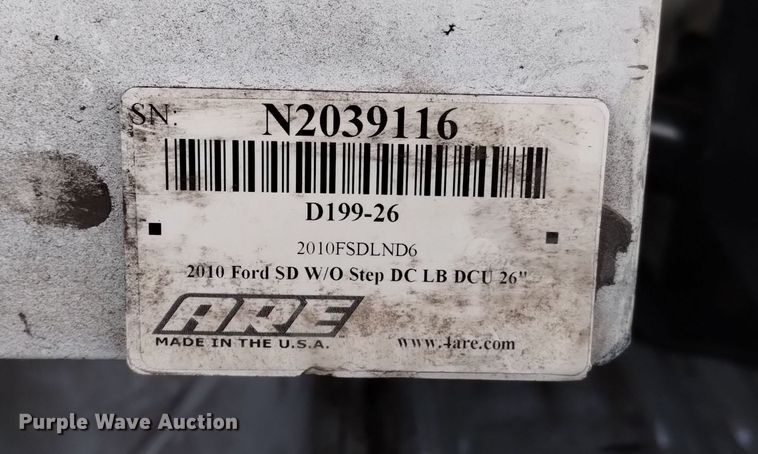 SN: N2039116
D199-26
2010FSDLND6
2010 Ford SD W/O Step DC LB DCU 26"
ARE
MADE IN THE U.S.A. www.4are.com
Purple Wave Auction